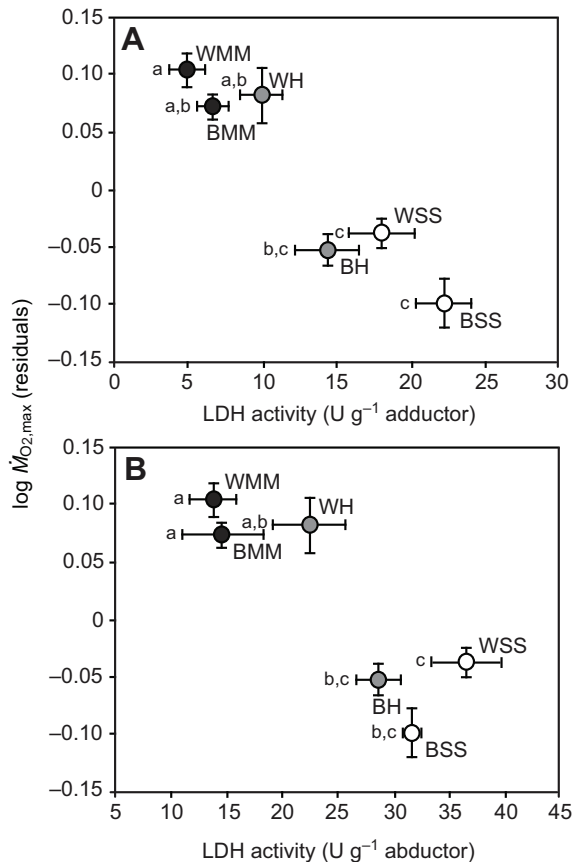 A
0.15
0.10
0.05
0
–0.05
–0.10
–0.15
a WMM
a,b BMM
a,b WH
c WSS
b,c BH
c BSS
0 5 10 15 20 25 30
LDH activity (U g–1 adductor)
log ṀO2,max (residuals)
B
0.15
0.10
0.05
0
–0.05
–0.10
–0.15
a WMM
a BMM
a,b WH
c WSS
b,c BH
b,c BSS
5 10 15 20 25 30 35 40 45
LDH activity (U g–1 abductor)